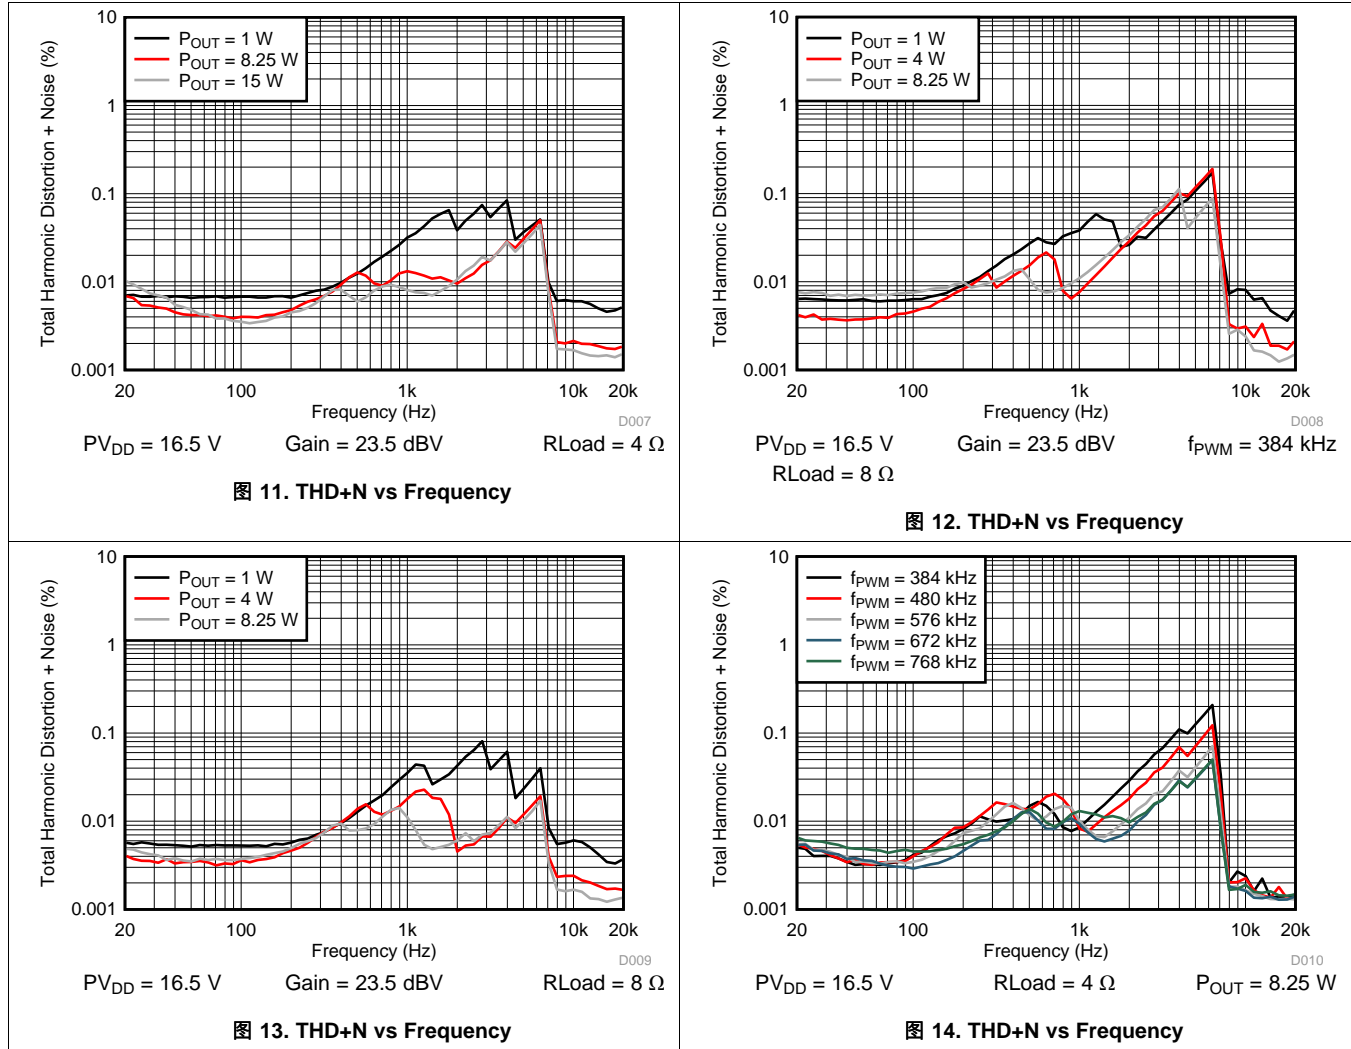 Total Harmonic Distortion + Noise (%)
10
1
0.1
0.01
0.001
P_OUT = 1 W
P_OUT = 8.25 W
P_OUT = 15 W
20
100
1k
10k
20k
Frequency (Hz)
D007
PV_DD = 16.5 V
Gain = 23.5 dBV
RLoad = 4 Ω
图 11. THD+N vs Frequency
Total Harmonic Distortion + Noise (%)
10
1
0.1
0.01
0.001
P_OUT = 1 W
P_OUT = 4 W
P_OUT = 8.25 W
20
100
1k
10k
20k
Frequency (Hz)
D008
PV_DD = 16.5 V
Gain = 23.5 dBV
f_PWM = 384 kHz
RLoad = 8 Ω
图 12. THD+N vs Frequency
Total Harmonic Distortion + Noise (%)
10
1
0.1
0.01
0.001
P_OUT = 1 W
P_OUT = 4 W
P_OUT = 8.25 W
20
100
1k
10k
20k
Frequency (Hz)
D009
PV_DD = 16.5 V
Gain = 23.5 dBV
RLoad = 8 Ω
图 13. THD+N vs Frequency
Total Harmonic Distortion + Noise (%)
10
1
0.1
0.01
0.001
f_PWM = 384 kHz
f_PWM = 480 kHz
f_PWM = 576 kHz
f_PWM = 672 kHz
f_PWM = 768 kHz
20
100
1k
10k
20k
Frequency (Hz)
D010
PV_DD = 16.5 V
RLoad = 4 Ω
P_OUT = 8.25 W
图 14. THD+N vs Frequency